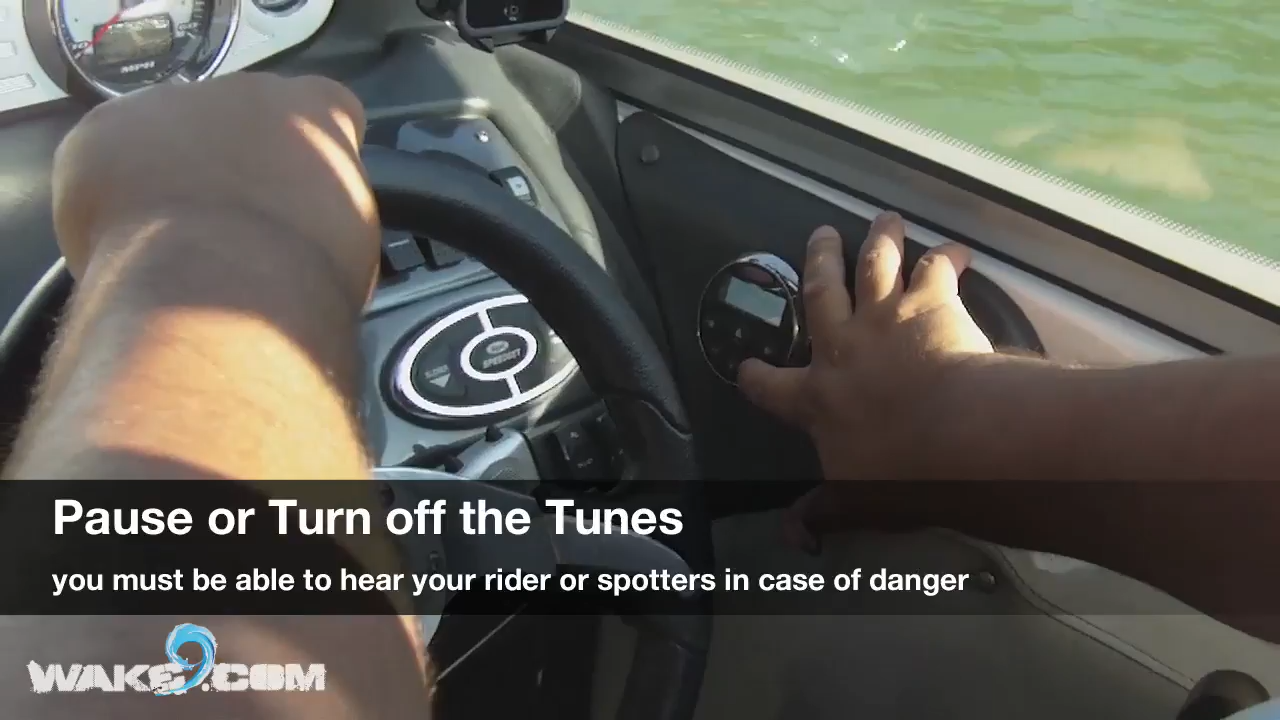 MPH
SPEEDSET
Pause or Turn off the Tunes
you must be able to hear your rider or spotters in case of danger
WAKE9.COM